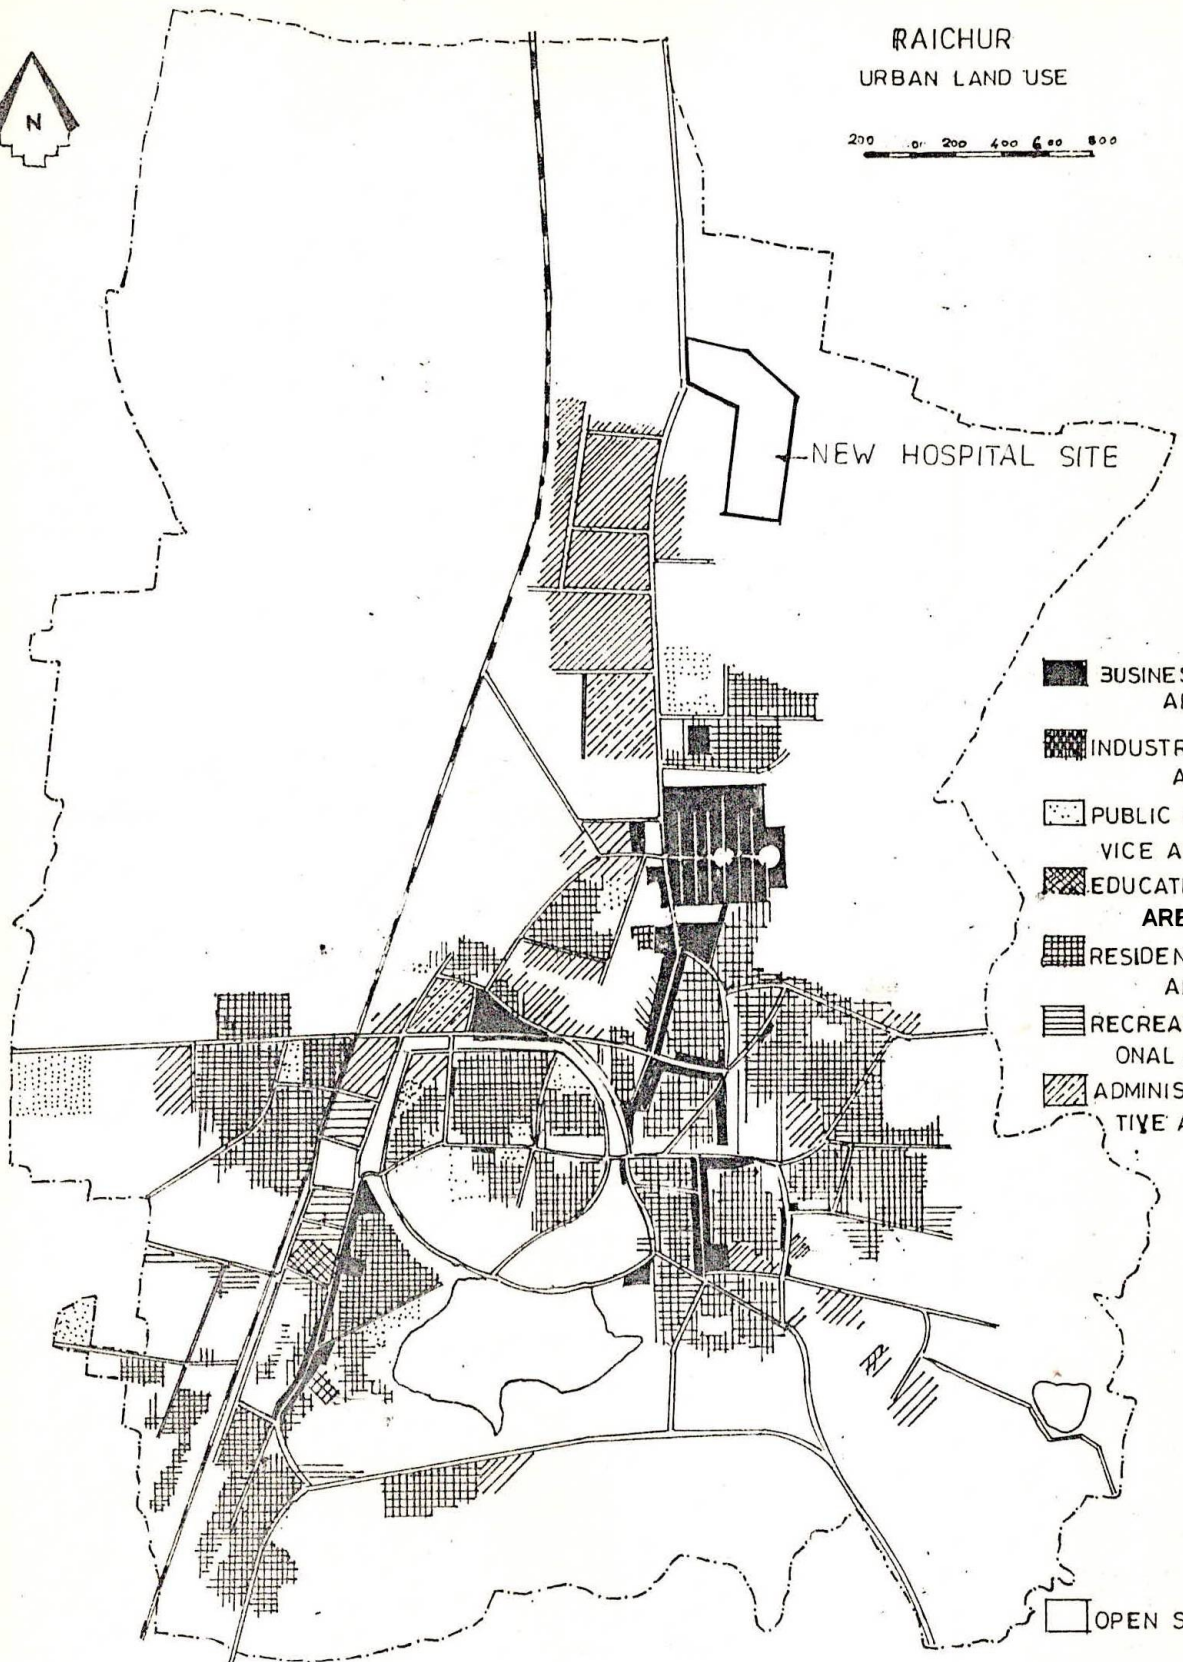 RAICHUR
URBAN LAND USE
N
200 0 200 400 600 800
NEW HOSPITAL SITE
BUSINES
INDUSTR
PUBLIC
VICE A
EDUCATI
ARE
RESIDEN
A
RECREA
ONAL
ADMINIS
TIVE A
OPEN S